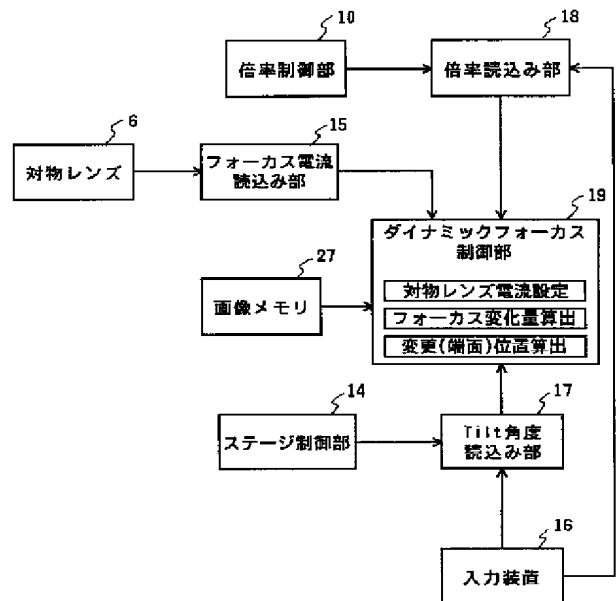 10
倍率制御部
18
倍率読込み部
6
対物レンズ
15
フォーカス電流
読込み部
19
ダイナミックフォーカス
制御部
対物レンズ電流設定
フォーカス変化量算出
変更(端面)位置算出
27
画像メモリ
14
ステージ制御部
17
Tilt角度
読込み部
16
入力装置